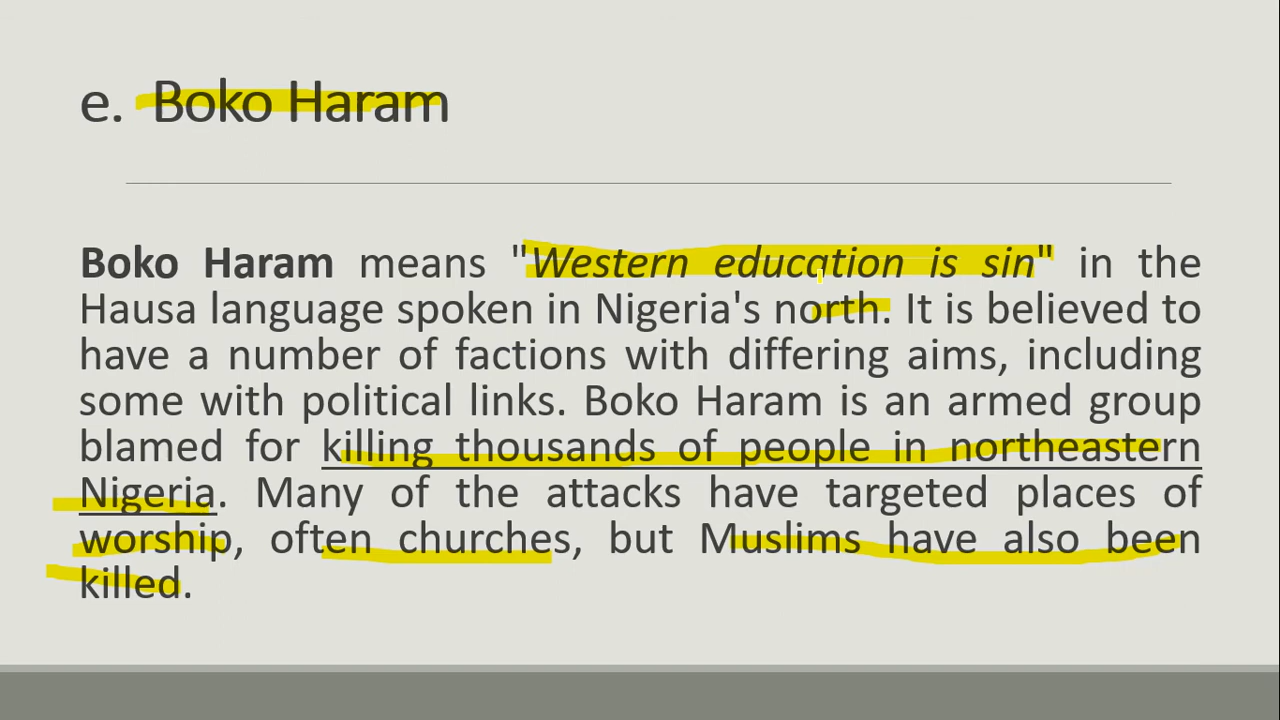 e. Boko Haram
Boko Haram means "Western education is sin" in the
Hausa language spoken in Nigeria's north. It is believed to
have a number of factions with differing aims, including
some with political links. Boko Haram is an armed group
blamed for killing thousands of people in northeastern
Nigeria. Many of the attacks have targeted places of
worship, often churches, but Muslims have also been
killed.